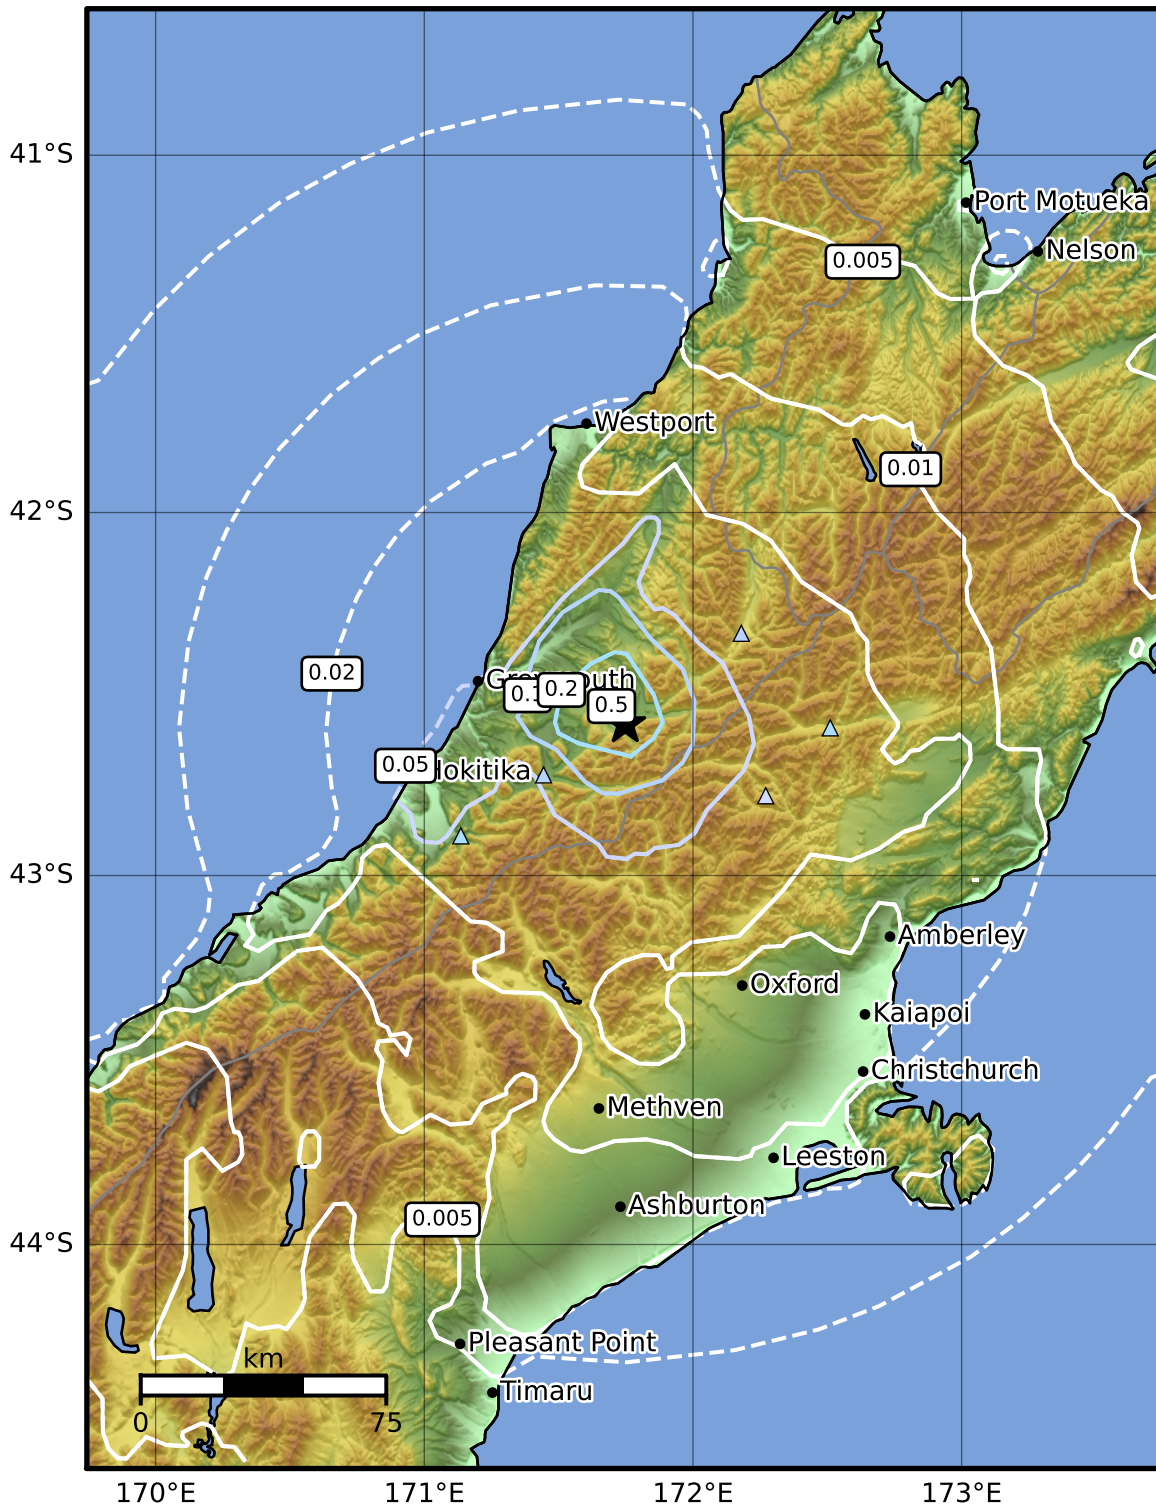 41°S
Port Motueka
Nelson
0.005
Westport
0.01
42°S
0.02
0.2
0.5
0.05
43°S
Amberley
Oxford
Kaiapoi
Christchurch
Methven
Leeston
Ashburton
0.005
44°S
Pleasant Point
km
Timaru
0
75
170°E
171°E
172°E
173°E